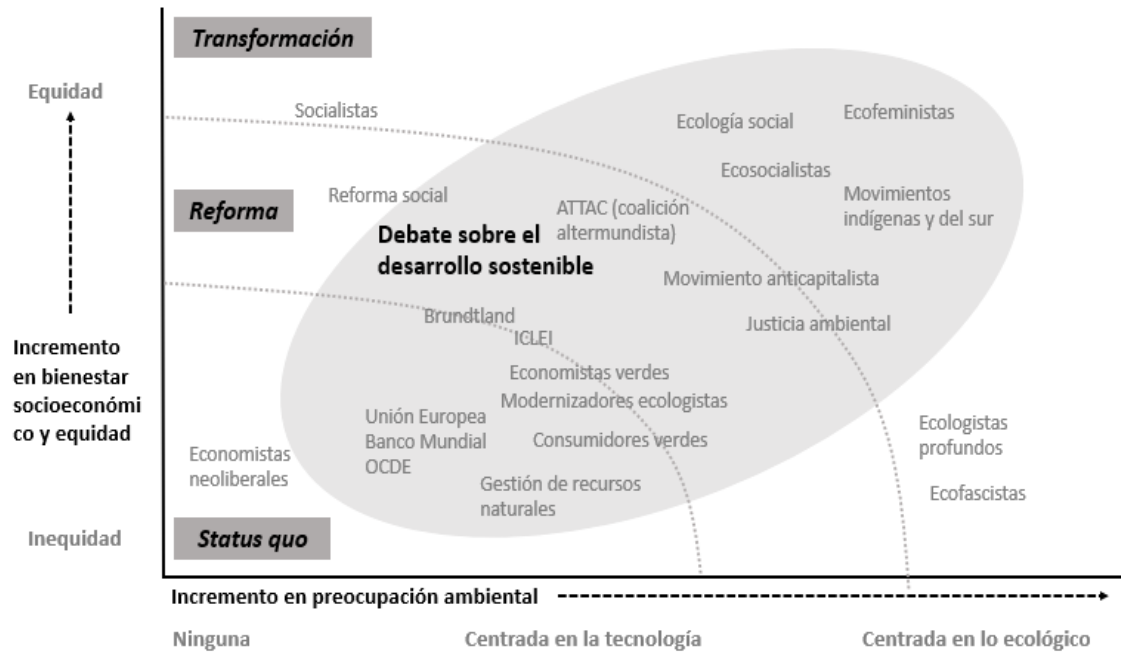 Transformación
Equidad
Socialistas
Ecología social
Ecofeministas
Ecosocialistas
Reforma
Reforma social
ATTAC (coalición
altermundista)
Movimientos
indígenas y del sur
Debate sobre el
desarrollo sostenible
Movimiento anticapitalista
Brundtland
ICLEI
Justicia ambiental
Incremento
en bienestar
socioeconómi
co y equidad
Economistas verdes
Modernizadores ecologistas
Unión Europea
Banco Mundial
OCDE
Consumidores verdes
Ecologistas
profundos
Economistas
neoliberales
Gestión de recursos
naturales
Ecofascistas
Inequidad
Status quo
Incremento en preocupación ambiental
Ninguna
Centrada en la tecnología
Centrada en lo ecológico